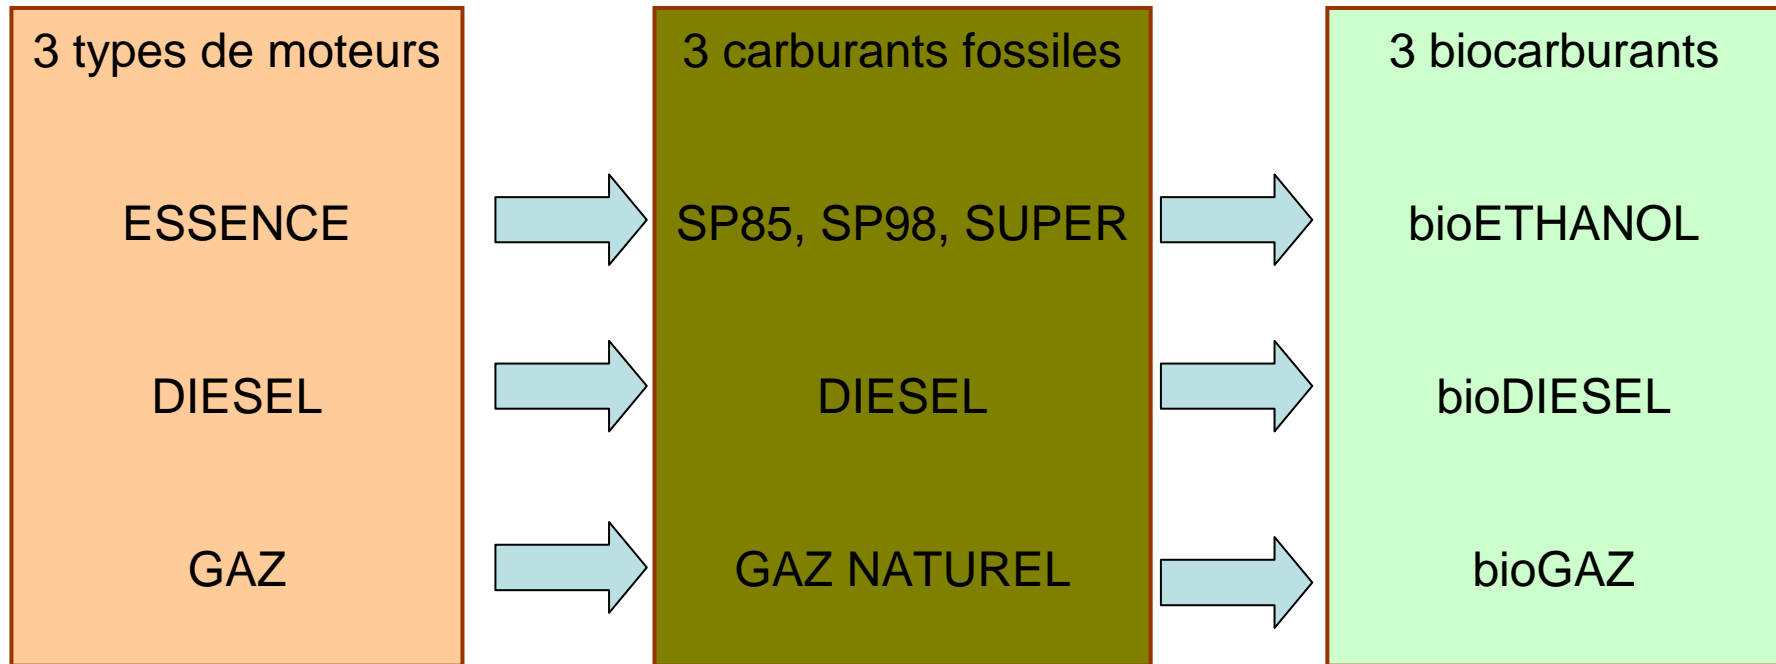 3 types de moteurs
3 carburants fossiles
3 biocarburants
ESSENCE
SP85, SP98, SUPER
bioETHANOL
DIESEL
DIESEL
bioDIESEL
GAZ
GAZ NATUREL
bioGAZ